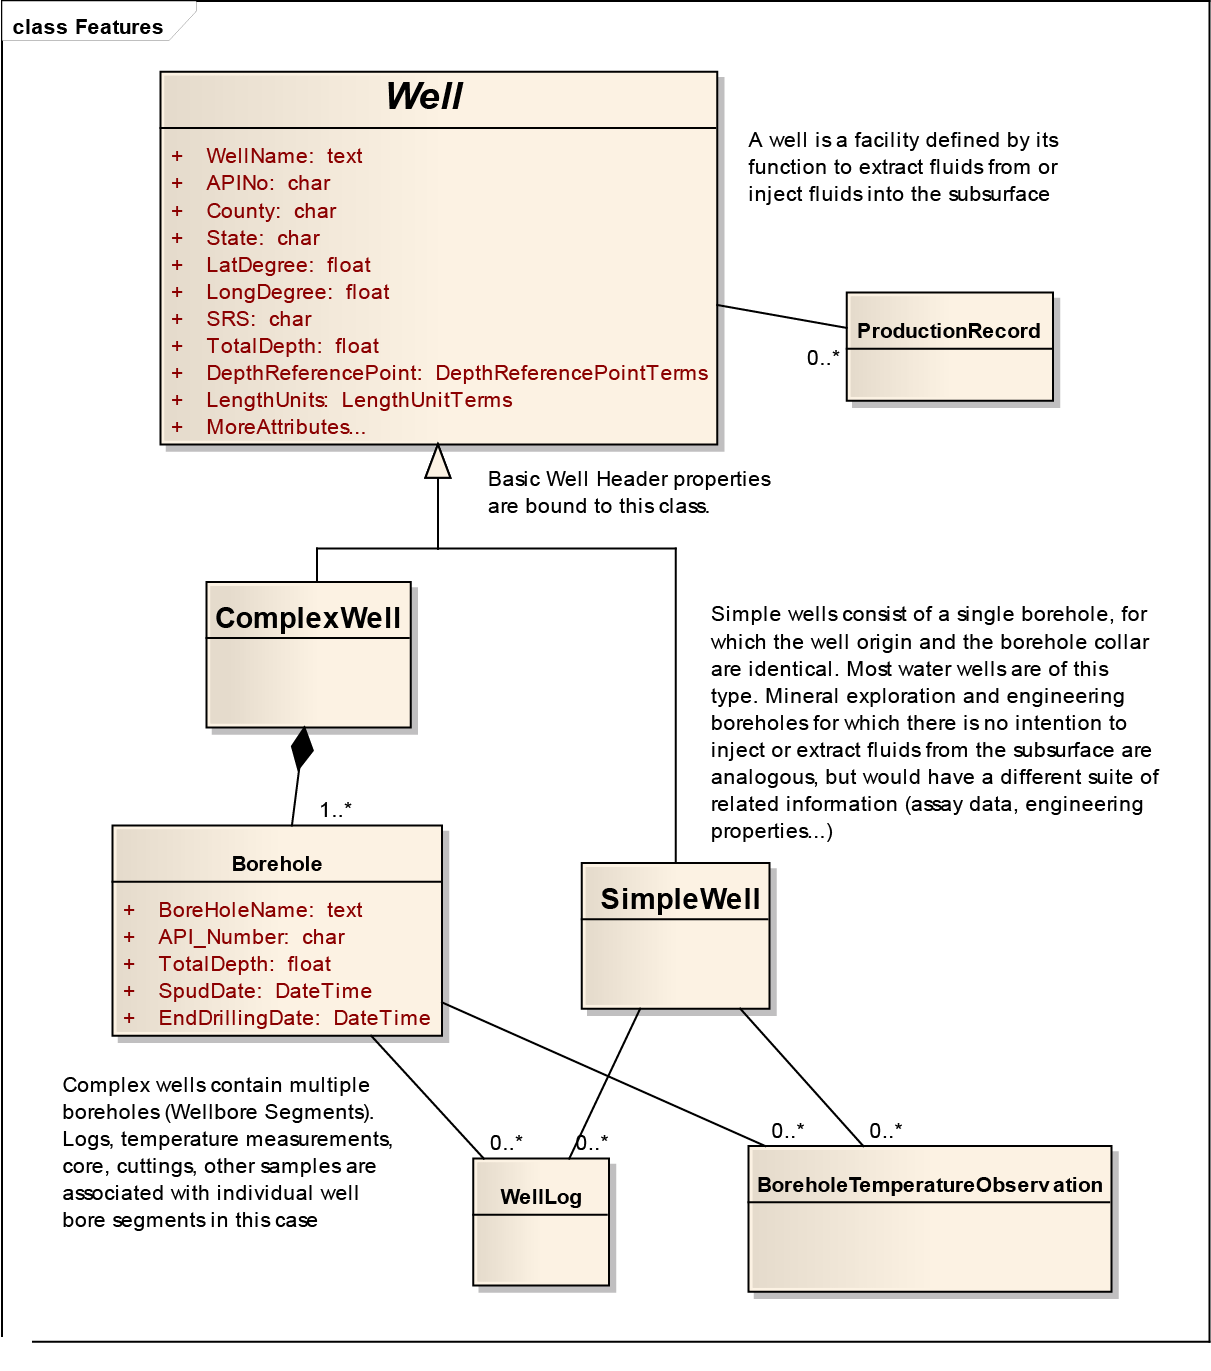 class Features
Well
+ WellName: text
+ APINo: char
+ County: char
+ State: char
+ LatDegree: float
+ LongDegree: float
+ SRS: char
+ TotalDepth: float
+ DepthReferencePoint: DepthReferencePointTerms
+ LengthUnits: LengthUnitTerms
+ MoreAttributes...
A well is a facility defined by its
function to extract fluids from or
inject fluids into the subsurface
ProductionRecord
0..*
Basic Well Header properties
are bound to this class.
ComplexWell
Simple wells consist of a single borehole, for
which the well origin and the borehole collar
are identical. Most water wells are of this
type. Mineral exploration and engineering
boreholes for which there is no intention to
inject or extract fluids from the subsurface are
analogous, but would have a different suite of
related information (assay data, engineering
properties...)
1..*
Borehole
+ BoreHoleName: text
+ API_Number: char
+ TotalDepth: float
+ SpudDate: DateTime
+ EndDrillingDate: DateTime
SimpleWell
Complex wells contain multiple
boreholes (Wellbore Segments).
Logs, temperature measurements,
core, cuttings, other samples are
associated with individual well
bore segments in this case
0..*
0..*
0..*
0..*
WellLog
BoreholeTemperatureObservation